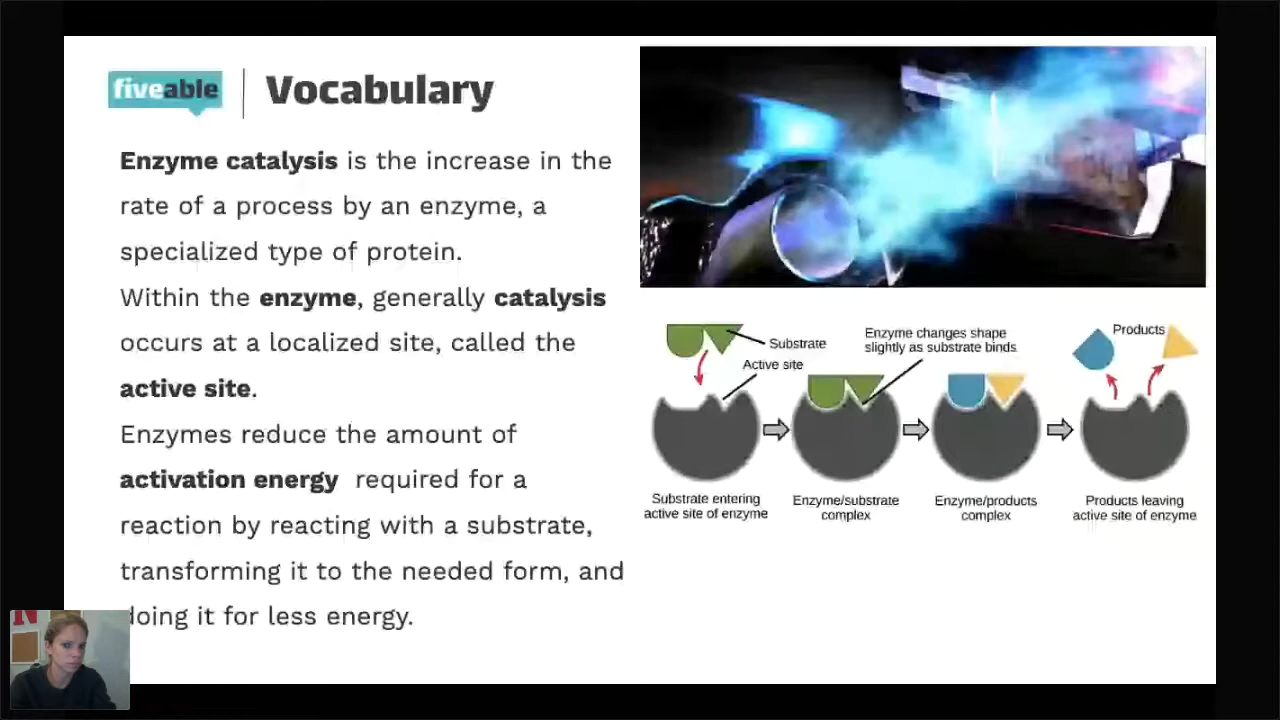 fiveable
Vocabulary
Enzyme catalysis is the increase in the
rate of a process by an enzyme, a
specialized type of protein.
Within the enzyme, generally catalysis
occurs at a localized site, called the
active site.
Enzymes reduce the amount of
activation energy required for a
reaction by reacting with a substrate,
transforming it to the needed form, and
doing it for less energy.
Substrate
Active site
Enzyme changes shape
slightly as substrate binds
Products
Substrate entering
active site of enzyme
Enzyme/substrate
complex
Enzyme/products
complex
Products leaving
active site of enzyme
N